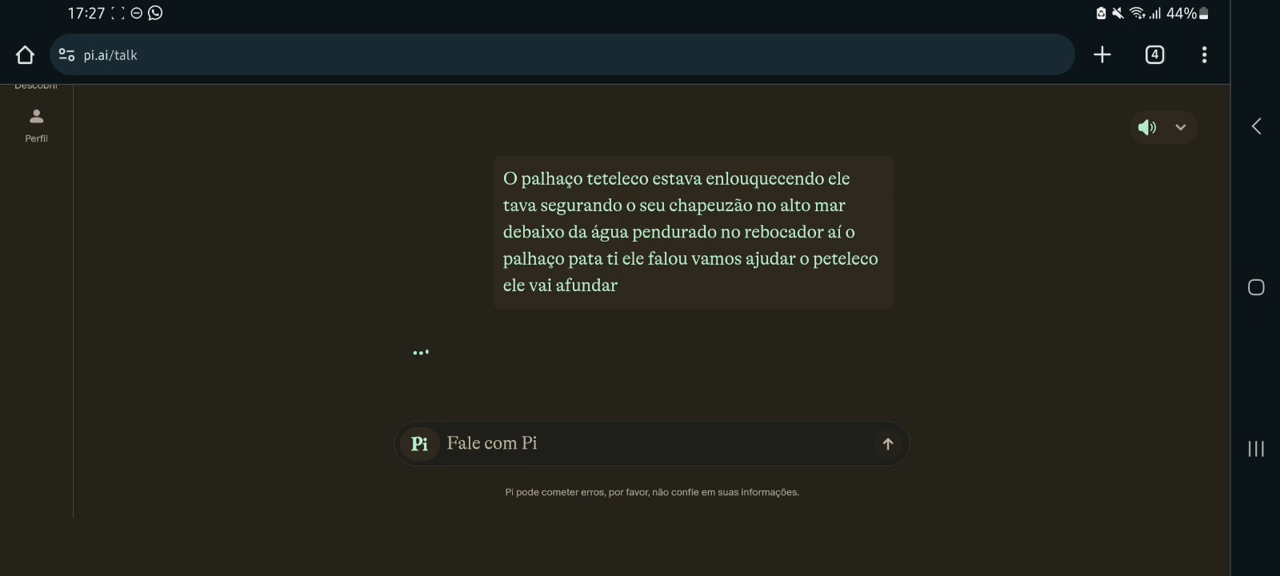 17:27
44%
pi.ai/talk
4
Descobrir
Perfil
O palhaço teteleco estava enlouquecendo ele
tava segurando o seu chapeuzão no alto mar
debaixo da água pendurado no rebocador aí o
palhaço pata ti ele falou vamos ajudar o peteleco
ele vai afundar
Pi Fale com Pi
Pi pode cometer erros, por favor, não confie em suas informações.